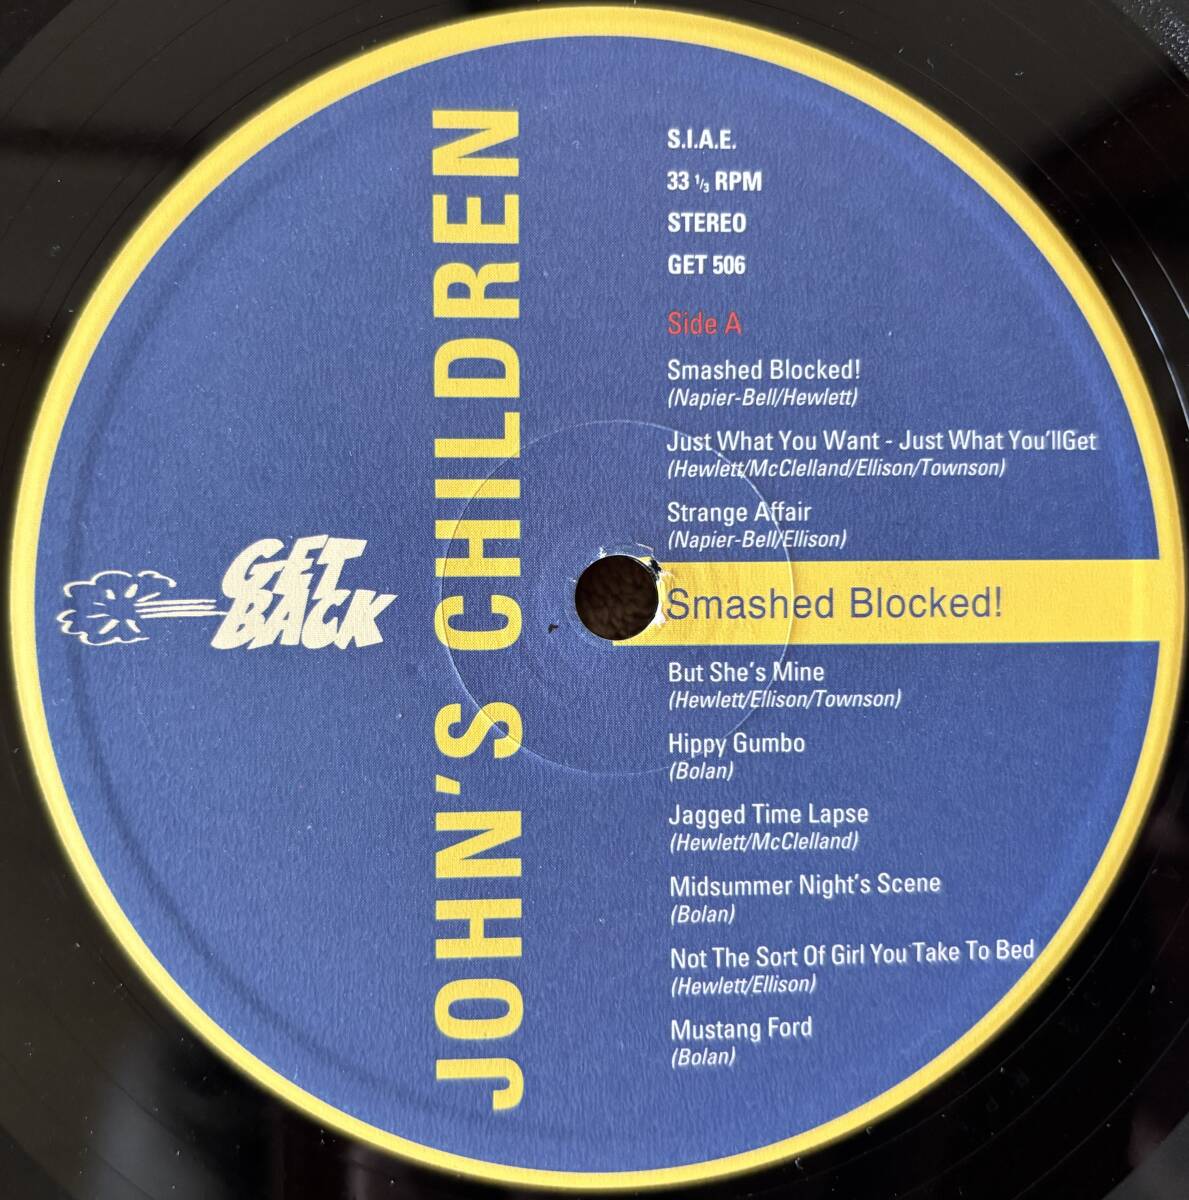 JOHN'S CHILDREN
GET
BACK
S.I.A.E.
33 1/3 RPM
STEREO
GET 506
Side A
Smashed Blocked!
(Napier-Bell/Hewlett)
Just What You Want - Just What You'llGet
(Hewlett/McClelland/Ellison/Townson)
Strange Affair
(Napier-Bell/Ellison)
Smashed Blocked!
But She's Mine
(Hewlett/Ellison/Townson)
Hippy Gumbo
(Bolan)
Jagged Time Lapse
(Hewlett/McClelland)
Midsummer Night's Scene
(Bolan)
Not The Sort Of Girl You Take To Bed
(Hewlett/Ellison)
Mustang Ford
(Bolan)